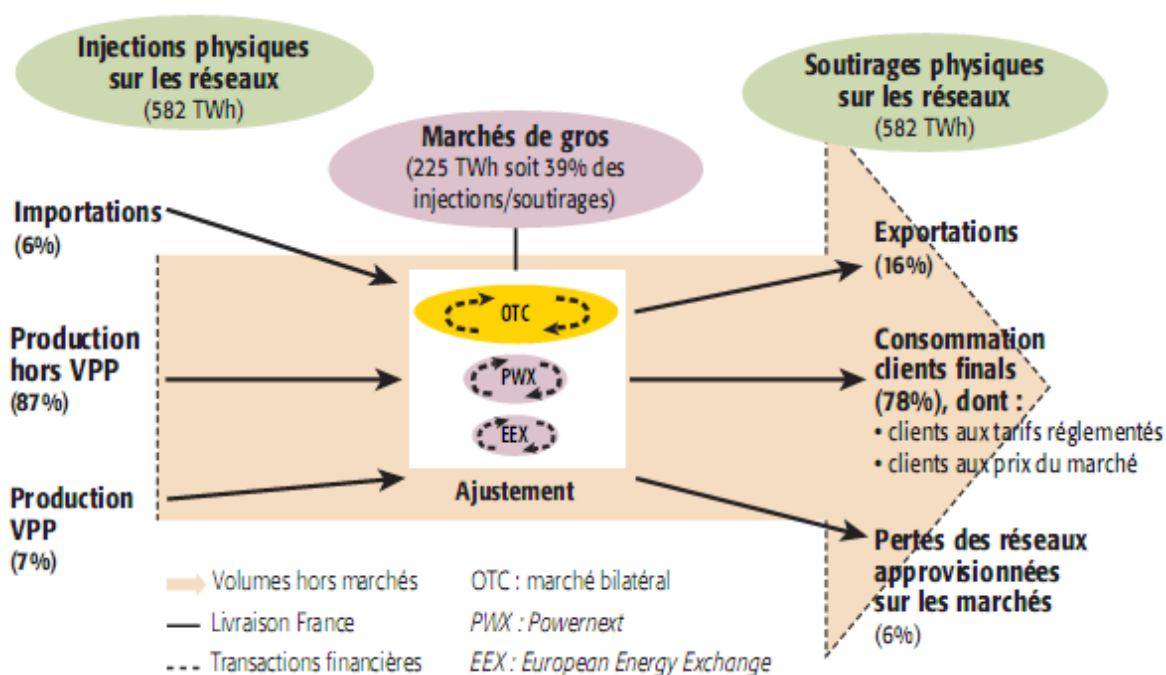 Injections physiques
sur les réseaux
(582 TWh)
Soutirages physiques
sur les réseaux
(582 TWh)
Marchés de gros
(225 TWh soit 39% des
injections/soutirages)
Importations
(6%)
Production
hors VPP
(87%)
Production
VPP
(7%)
OTC
PWX
EEX
Ajustement
Exportations
(16%)
Consommation
clients finals
(78%), dont :
• clients aux tarifs réglementés
• clients aux prix du marché
Pertes des réseaux
approvisionnées
sur les marchés
(6%)
Volumes hors marchés
Livraison France
Transactions financières
OTC : marché bilatéral
PWX : Powernext
EEX : European Energy Exchange